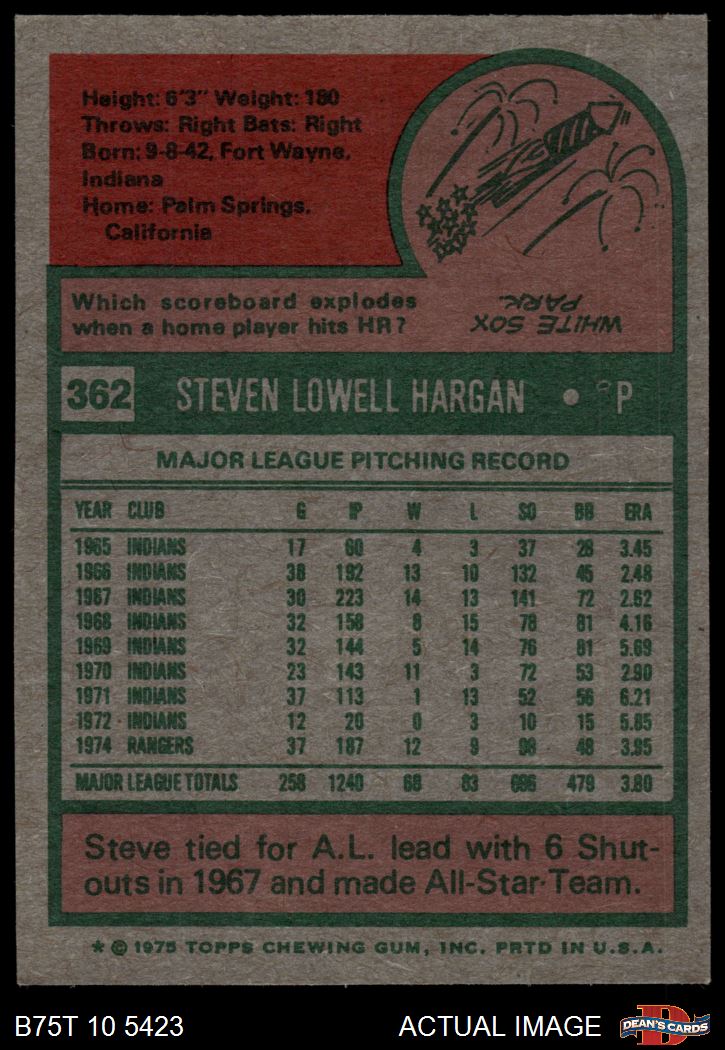 Height: 6'3" Weight: 180
Throws: Right Bats: Right
Born: 9-8-42, Fort Wayne,
Indiana
Home: Palm Springs,
California
Which scoreboard explodes
when a home player hits HR?
WHITE SOX
PARK.
362 STEVEN LOWELL HARGAN • P
MAJOR LEAGUE PITCHING RECORD
YEAR CLUB G IP W L SO BB ERA
1965 INDIANS 17 60 4 3 37 28 3.45
1966 INDIANS 38 192 13 10 132 45 2.48
1967 INDIANS 30 223 14 13 141 72 2.62
1968 INDIANS 32 158 8 15 78 81 4.16
1969 INDIANS 32 144 5 14 76 81 5.69
1970 INDIANS 23 143 11 3 72 53 2.90
1971 INDIANS 37 113 1 13 52 56 6.21
1972 INDIANS 12 20 0 3 10 15 5.85
1974 RANGERS 37 187 12 9 98 48 3.95
MAJOR LEAGUE TOTALS 258 1240 68 83 696 479 3.80
Steve tied for A.L. lead with 6 Shut-
outs in 1967 and made All-Star Team.
* © 1975 TOPPS CHEWING GUM, INC. PRTD IN U.S.A.
B75T 10 5423 ACTUAL IMAGE DEAN'S CARDS